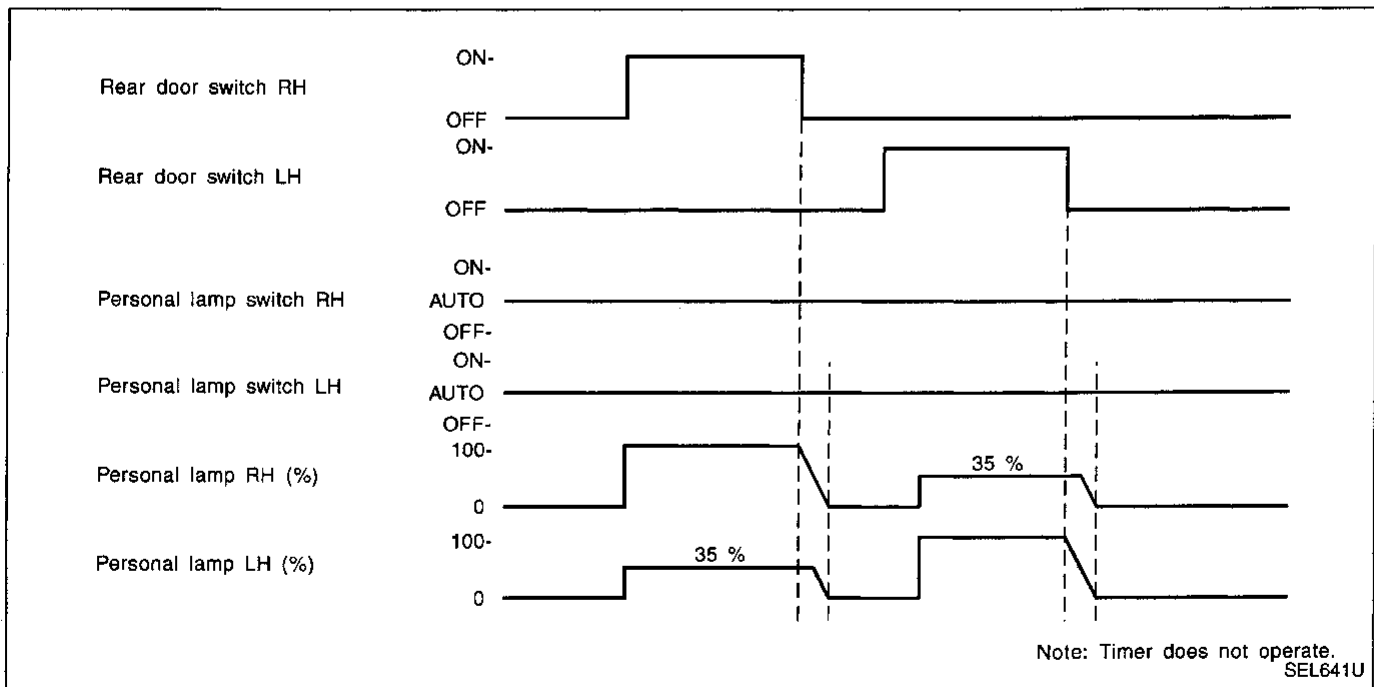 ON-
Rear door switch RH
OFF
ON-
Rear door switch LH
OFF
ON-
Personal lamp switch RH AUTO
OFF-
ON-
Personal lamp switch LH AUTO
OFF-
100-
Personal lamp RH (%) 35 %
0
100-
Personal lamp LH (%) 35 %
0
Note: Timer does not operate.
SEL641U